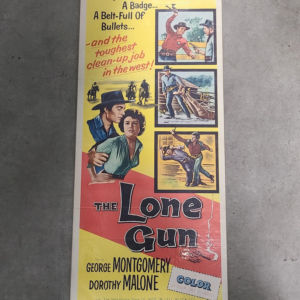 A Badge...
A Belt-Full Of
Bullets...
-and the
toughest
clean-up job
in the west!
THE Lone
Gun
GEORGE MONTGOMERY
DOROTHY MALONE
COLOR